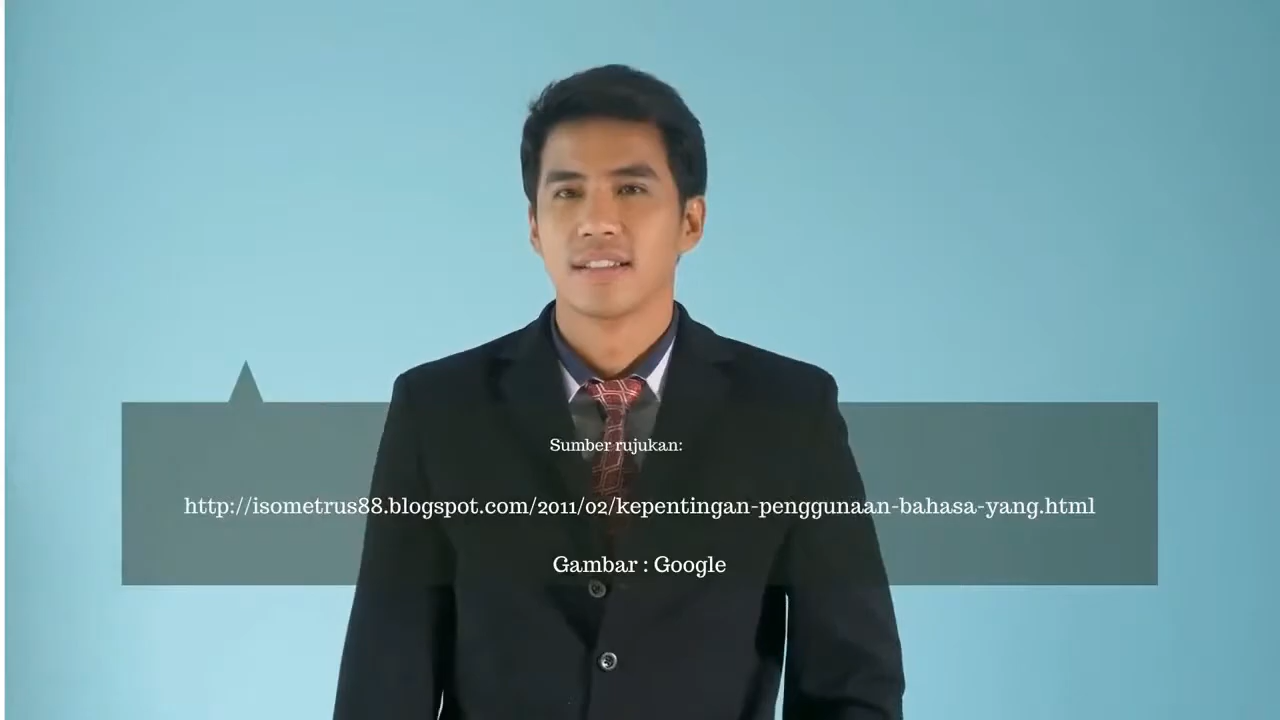 Sumber rujukan:
http://isometrus88.blogspot.com/2011/02/kepentingan-penggunaan-bahasa-yang.html
Gambar : Google